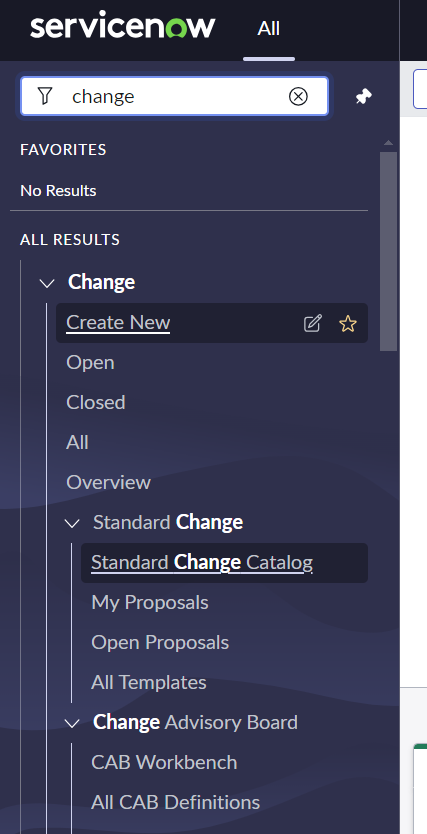 servicenow
All
change
FAVORITES
No Results
ALL RESULTS
Change
Create New
Open
Closed
All
Overview
Standard Change
Standard Change Catalog
My Proposals
Open Proposals
All Templates
Change Advisory Board
CAB Workbench
All CAB Definitions